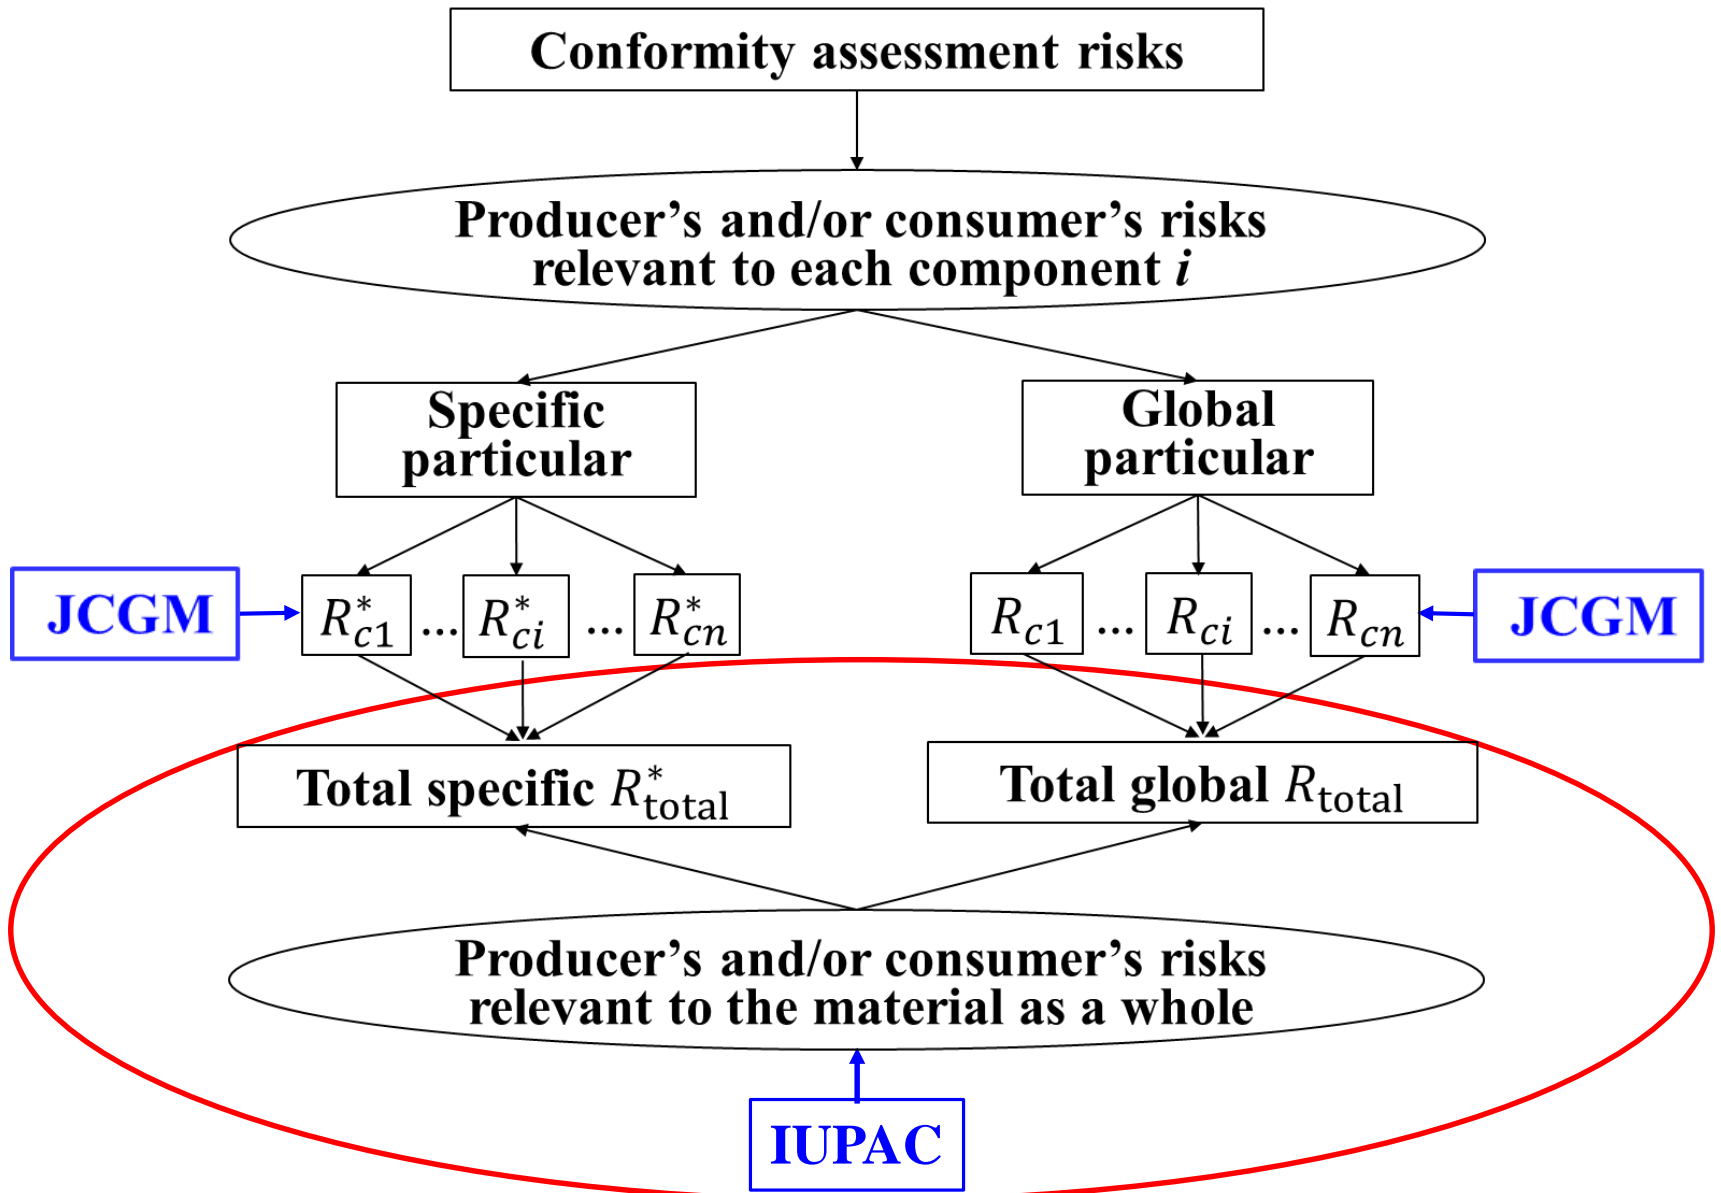 Conformity assessment risks
Producer’s and/or consumer’s risks
relevant to each component i
Specific
particular
Global
particular
JCGM
R*c1 ... R*ci ... R*cn
Rc1 ... Rci ... Rcn
JCGM
Total specific R*total
Total global Rtotal
Producer’s and/or consumer’s risks
relevant to the material as a whole
IUPAC